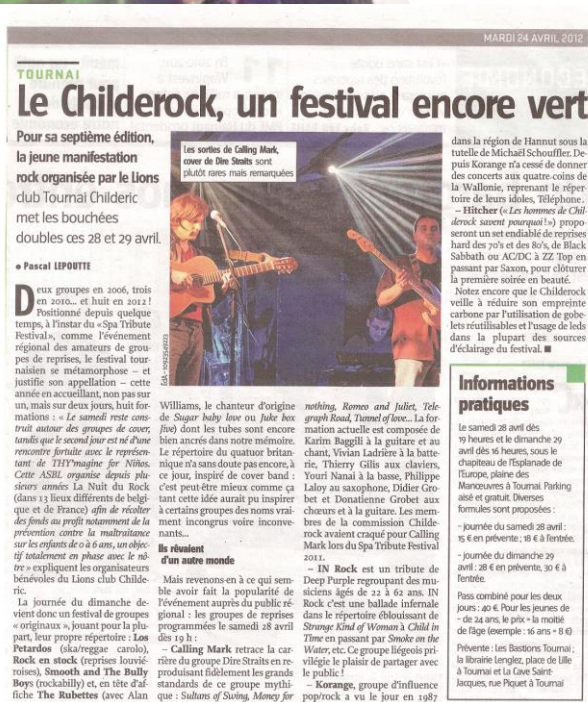 MARDI 24 AVRIL 2012
TOURNAI
Le Childerock, un festival encore vert
Pour sa septième édition,
la jeune manifestation
rock organisée par le Lions
club Tournai Childeric
met les bouchées
doubles ces 28 et 29 avril.
● Pascal LEPOUTTE
Deux groupes en 2006, trois
en 2010... et huit en 2012 !
Positionné depuis quelque
temps, à l'instar du « Spa Tribute
Festival », comme l'événement
régional des amateurs de grou-
pes de reprises, le festival tour-
naisien se métamorphose – et
justifie son appellation – cette
année en accueillant, non pas sur
un, mais sur deux jours, huit for-
mations : « Le samedi reste cons-
truit autour des groupes de cover,
tandis que le second jour est né d'une
rencontre fortuite avec le représen-
tant de THY'magine for Niños.
Cette ASBL organise depuis plu-
sieurs années La Nuit du Rock
(dans 13 lieux différents de belgi-
que et de France) afin de récolter
des fonds au profit notamment de la
prévention contre la maltraitance
sur les enfants de 0 à 6 ans, un objec-
tif totalement en phase avec le nô-
tre » expliquent les organisateurs
bénévoles du Lions club Childe-
ric.
La journée du dimanche de-
vient donc un festival de groupes
« originaux », jouant pour la plu-
part, leur propre répertoire : Los
Petardos (ska/reggae carolo),
Rock en stock (reprises louvié-
roises), Smooth and The Bully
Boys (rockabilly) et, en tête d'af-
fiche The Rubettes (avec Alan
Les sorties de Calling Mark,
cover de Dire Straits sont
plutôt rares mais remarquées
Williams, le chanteur d'origine
de Sugar baby love ou Juke box
Jive) dont les tubes sont encore
bien ancrés dans notre mémoire.
Le répertoire du quatuor britan-
nique n'a sans doute pas encore, à
ce jour, inspiré de cover band :
c'est peut-être mieux comme ça
tant cette idée aurait pu inspirer
à certains groupes des noms vrai-
ment incongrus voire inconve-
nants...
Ils rêvaient
d'un autre monde
Mais revenons-en à ce qui sem-
ble avoir fait la popularité de
l'événement auprès du public ré-
gional : les groupes de reprises
programmées le samedi 28 avril
dès 19 h :
– Calling Mark retrace la car-
rière du groupe Dire Straits en re-
produisant fidèlement les grands
standards de ce groupe mythi-
que : Sultans of Swing, Money for
nothing, Romeo and Juliet, Tele-
graph Road, Tunnel of love... La for-
mation actuelle est composée de
Karim Baggili à la guitare et au
chant, Vivian Ladrière à la batte-
rie, Thierry Gilis aux claviers,
Youri Nanai à la basse, Philippe
Laloy au saxophone, Didier Gro-
bet et Donatienne Grobet aux
chœurs et à la guitare. Les mem-
bres de la commission Childe-
rock avaient craqué pour Calling
Mark lors du Spa Tribute Festival
2011.
– IN Rock est un tribute de
Deep Purple regroupant des mu-
siciens âgés de 22 à 62 ans. IN
Rock c'est une ballade infernale
dans le répertoire éblouissant de
Strange Kind of Woman à Child in
Time en passant par Smoke on the
Water, etc. Ce groupe liégeois pri-
vilégie le plaisir de partager avec
le public !
– Korange, groupe d'influence
pop/rock a vu le jour en 1987
dans la région de Hannut sous la
tutelle de Michaël Schouffler. De-
puis Korange n'a cessé de donner
des concerts aux quatre-coins de
la Wallonie, reprenant le réper-
toire de leurs idoles, Téléphone.
– Hitcher (« Les hommes de Chil-
derock savent pourquoi ! ») propo-
seront un set endiablé de reprises
hard des 70's et des 80's, de Black
Sabbath ou AC/DC à ZZ Top en
passant par Saxon, pour clôturer
la première soirée en beauté.
Notez encore que le Childerock
veille à réduire son empreinte
carbone par l'utilisation de gobe-
lets réutilisables et l'usage de leds
dans la plupart des sources
d'éclairage du festival. ■
Informations
pratiques
Le samedi 28 avril dès
19 heures et le dimanche 29
avril dès 16 heures, sous le
chapiteau de l'Esplanade de
l'Europe, plaine des
Manœuvres à Tournai. Parking
aisé et gratuit. Diverses
formules sont proposées :
- journée du samedi 28 avril :
15 € en prévente ; 18 € à l'entrée.
- journée du dimanche 29
avril : 28 € en prévente, 30 € à
l'entrée.
Pass combiné pour les deux
jours : 40 €. Pour les jeunes de
- de 24 ans, le prix = la moitié
de l'âge (exemple : 16 ans = 8 €)
Prévente : Les Bastions Tournai ;
la librairie Lenglez, place de Lille
à Tournai et La Cave Saint-
Jacques, rue Piquet à Tournai